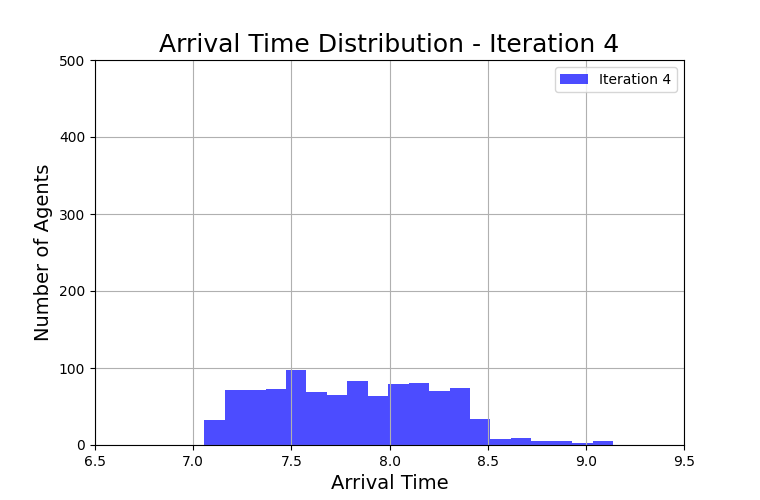 Arrival Time Distribution - Iteration 4
Iteration 4
Number of Agents
500
400
300
200
100
0
6.5 7.0 7.5 8.0 8.5 9.0 9.5
Arrival Time